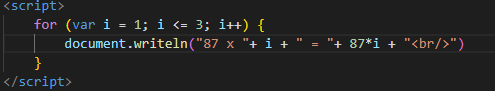 <script>
for (var i = 1; i <= 3; i++) {
document.writeln("87 x "+ i + " = "+ 87*i + "<br/>")
}
</script>